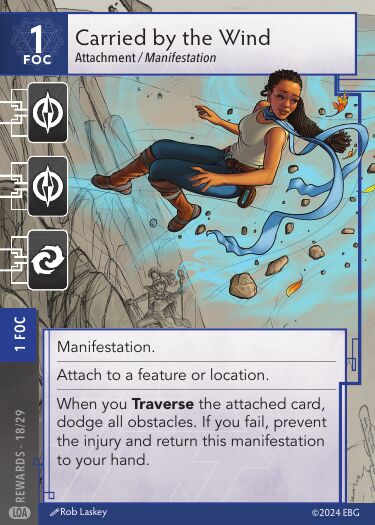 1
FOC
Carried by the Wind
Attachment / Manifestation
1 FOC
REWARDS - 18/29
LOA
Manifestation.
Attach to a feature or location.
When you Traverse the attached card,
dodge all obstacles. If you fail, prevent
the injury and return this manifestation
to your hand.
Rob Laskey
©2024 EBG